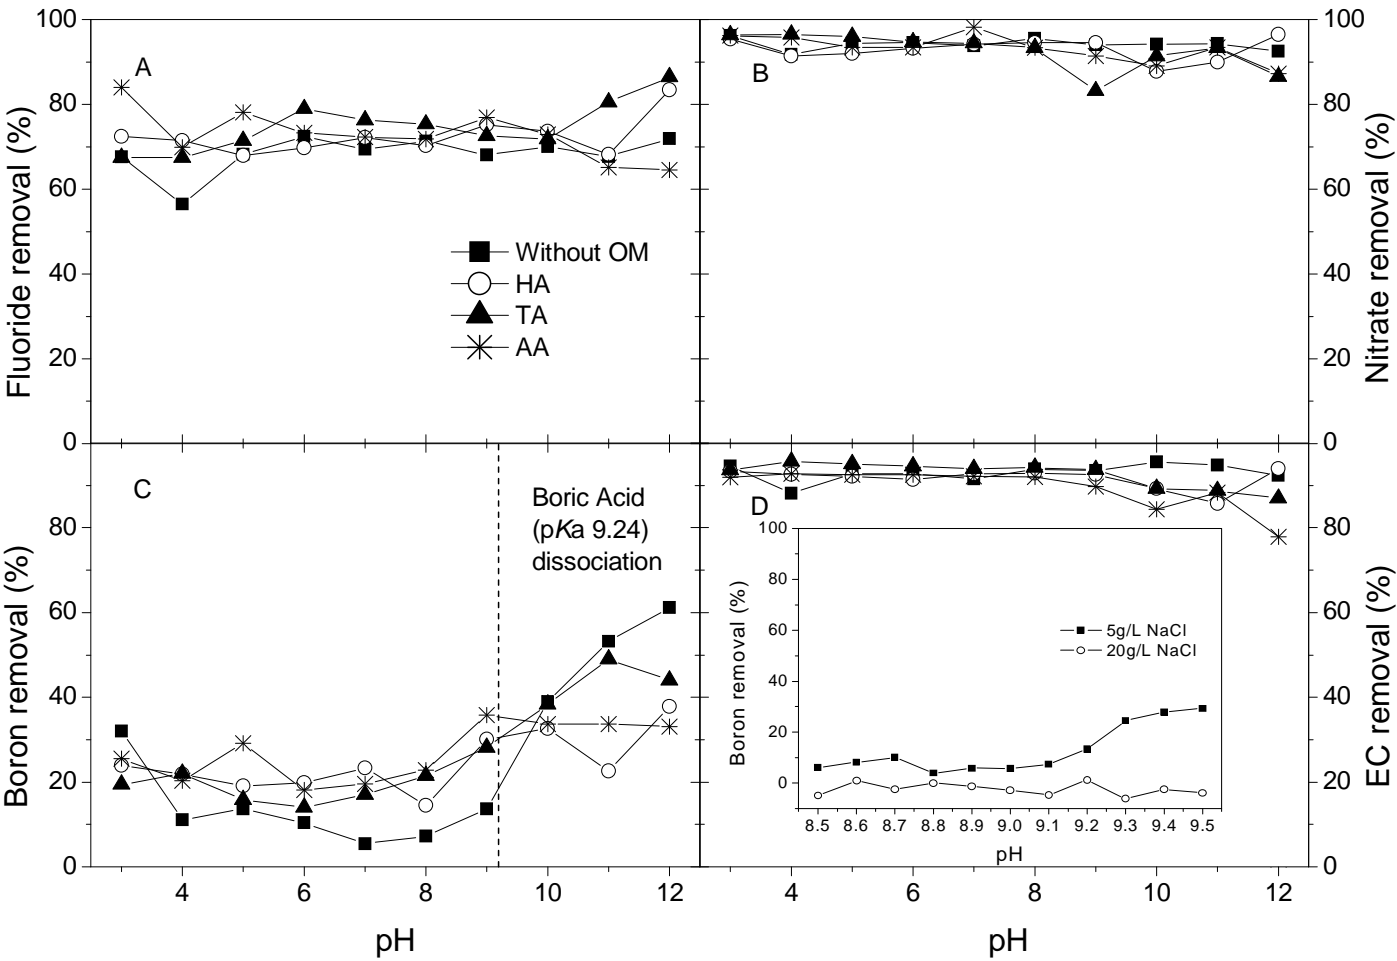 100
80
60
40
20
0
Fluoride removal (%)
A
Without OM
HA
TA
AA
B
100
80
60
40
20
0
Nitrate removal (%)
C
Boric Acid
(pKa 9.24)
dissociation
80
60
40
20
0
Boron removal (%)
4 6 8 10 12
pH
D
100
80
60
40
20
0
Boron removal (%)
5g/L NaCl
20g/L NaCl
8.5 8.6 8.7 8.8 8.9 9.0 9.1 9.2 9.3 9.4 9.5
pH
80
60
40
20
0
EC removal (%)
4 6 8 10 12
pH